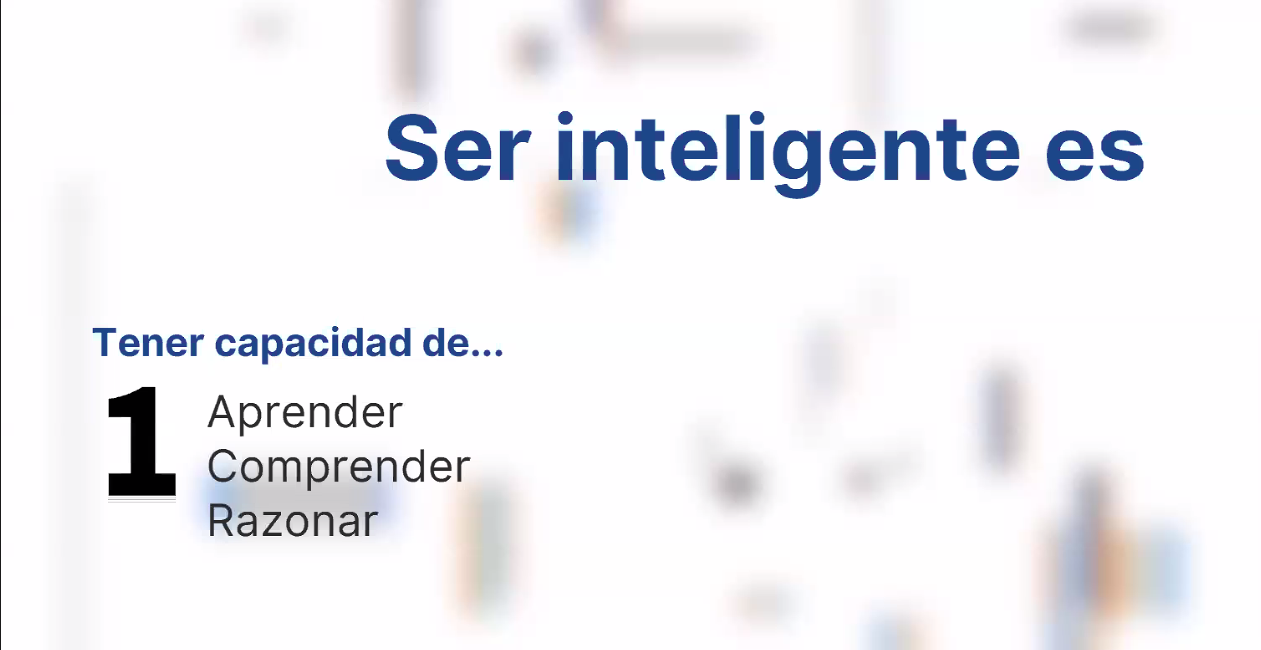 Ser inteligente es
Tener capacidad de...
1
Aprender
Comprender
Razonar